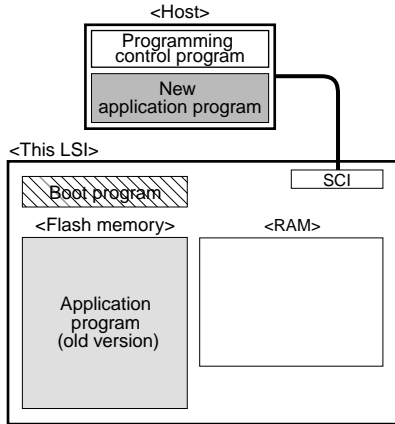 <Host>
Programming
control program
New
application program
<This LSI>
SCI
Boot program
<Flash memory>
<RAM>
Application
program
(old version)